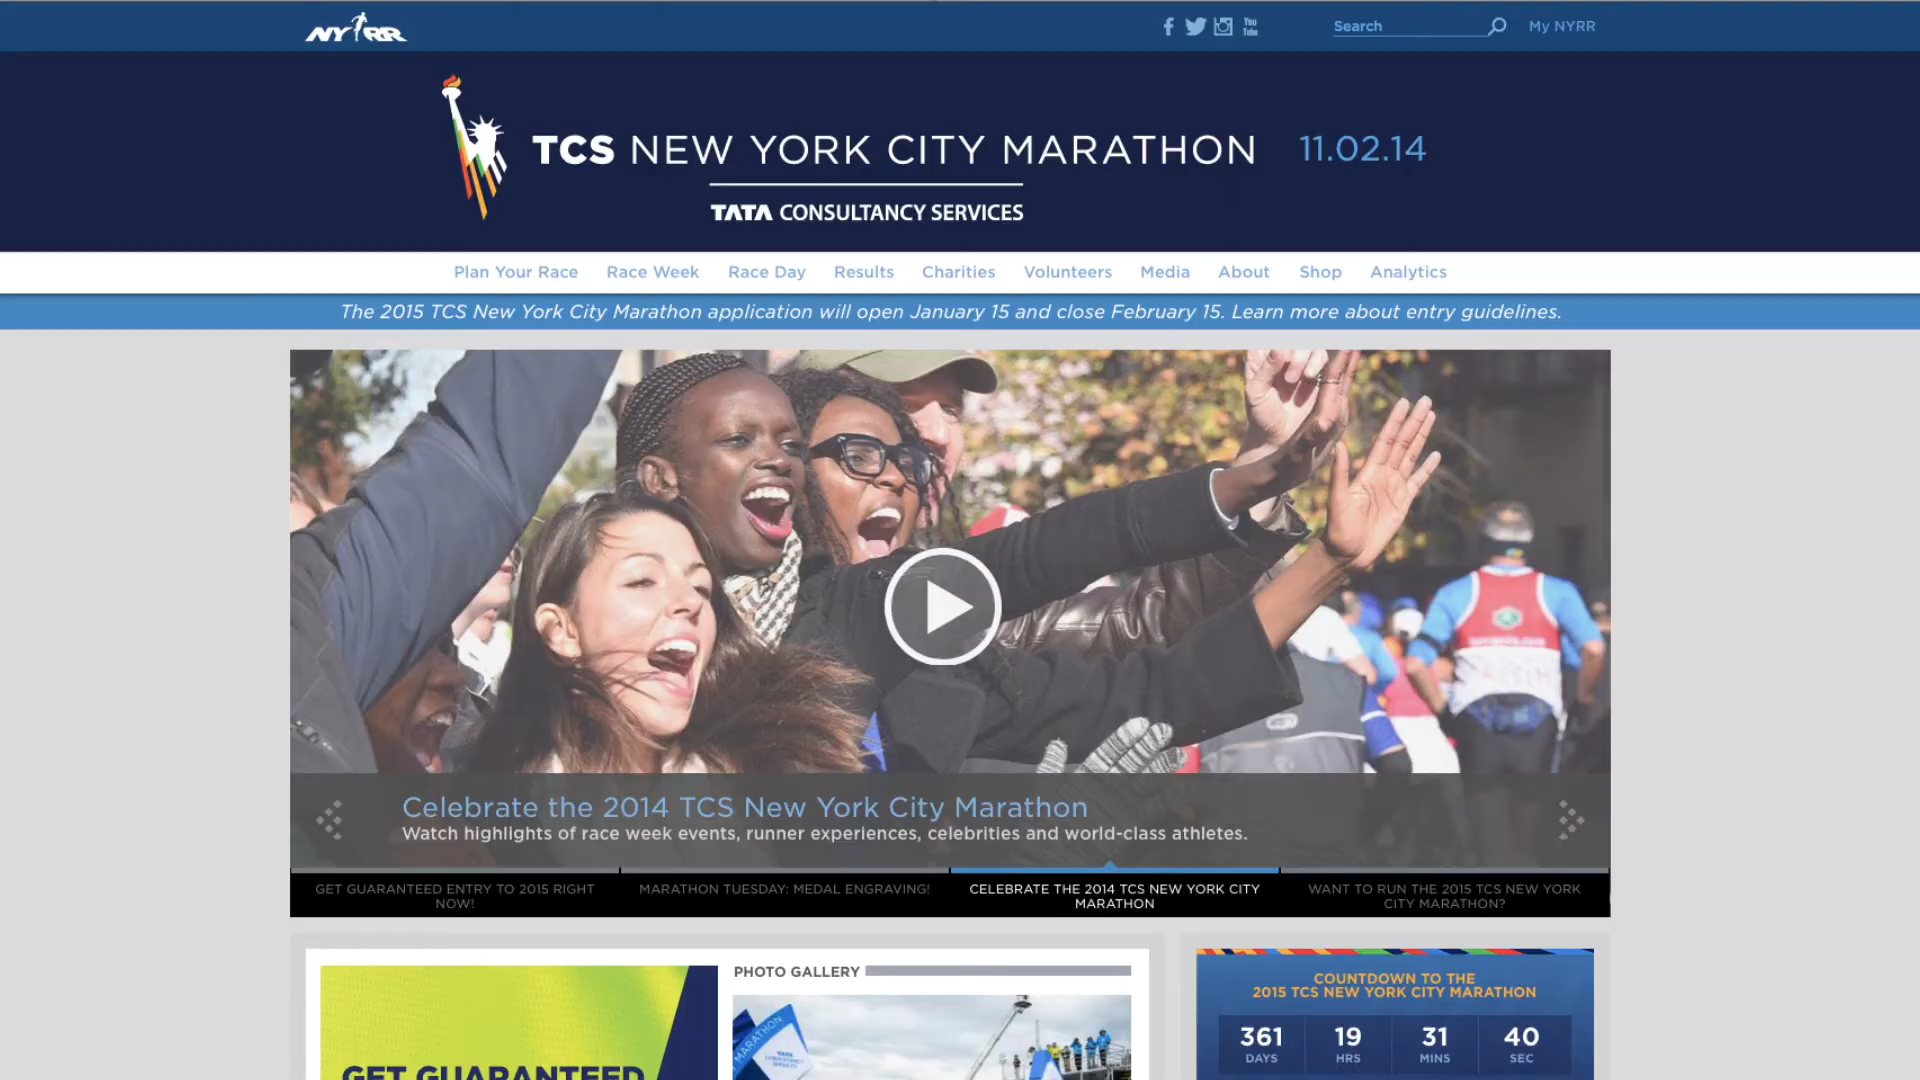 NYRR
You
Tube
Search
My NYRR
TCS NEW YORK CITY MARATHON 11.02.14
TATA CONSULTANCY SERVICES
Plan Your Race Race Week Race Day Results Charities Volunteers Media About Shop Analytics
The 2015 TCS New York City Marathon application will open January 15 and close February 15. Learn more about entry guidelines.
Celebrate the 2014 TCS New York City Marathon
Watch highlights of race week events, runner experiences, celebrities and world-class athletes.
GET GUARANTEED ENTRY TO 2015 RIGHT
NOW!
MARATHON TUESDAY: MEDAL ENGRAVING!
CELEBRATE THE 2014 TCS NEW YORK CITY
MARATHON
WANT TO RUN THE 2015 TCS NEW YORK
CITY MARATHON?
GET GUARANTEED
PHOTO GALLERY
MARATHON
TATA
CONSULTANCY
SERVICES
COUNTDOWN TO THE
2015 TCS NEW YORK CITY MARATHON
361 19 31 40
DAYS HRS MINS SEC